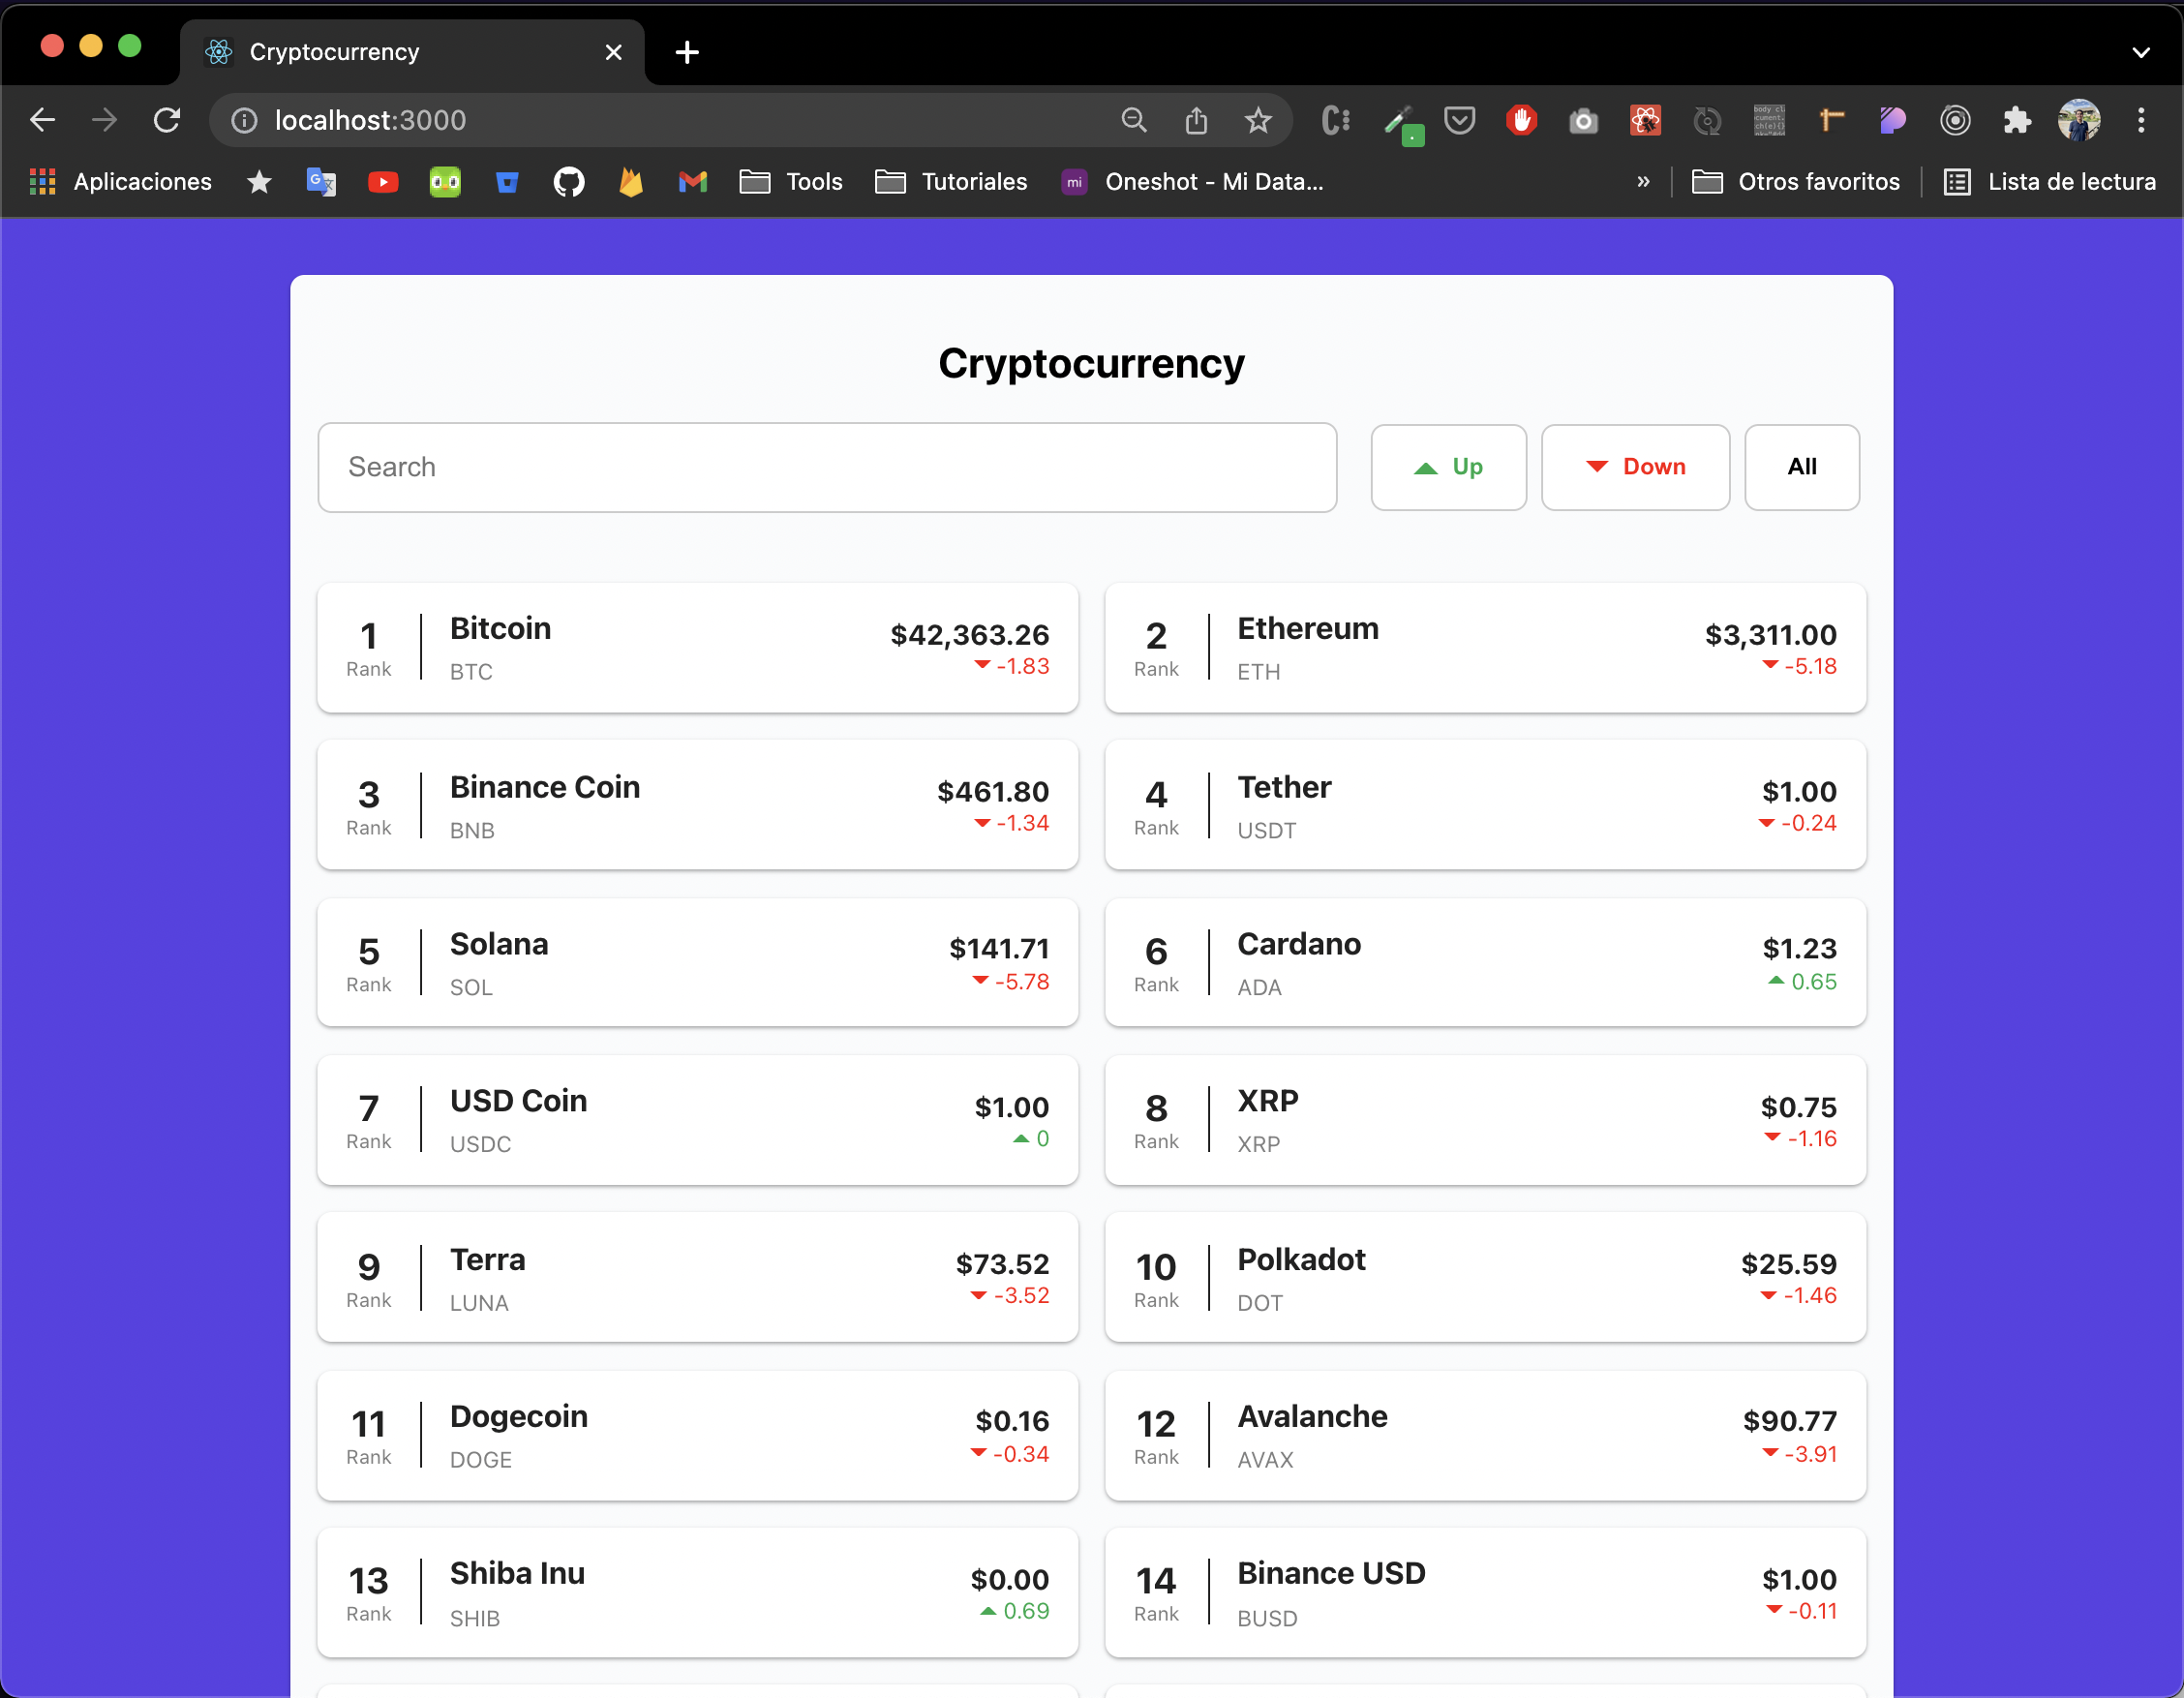 Cryptocurrency
localhost:3000
Aplicaciones
Tools
Tutoriales
mi
Oneshot - Mi Data...
»
Otros favoritos
Lista de lectura
Cryptocurrency
Search
Up
Down
All
1
Rank
Bitcoin
BTC
$42,363.26
-1.83
2
Rank
Ethereum
ETH
$3,311.00
-5.18
3
Rank
Binance Coin
BNB
$461.80
-1.34
4
Rank
Tether
USDT
$1.00
-0.24
5
Rank
Solana
SOL
$141.71
-5.78
6
Rank
Cardano
ADA
$1.23
0.65
7
Rank
USD Coin
USDC
$1.00
0
8
Rank
XRP
XRP
$0.75
-1.16
9
Rank
Terra
LUNA
$73.52
-3.52
10
Rank
Polkadot
DOT
$25.59
-1.46
11
Rank
Dogecoin
DOGE
$0.16
-0.34
12
Rank
Avalanche
AVAX
$90.77
-3.91
13
Rank
Shiba Inu
SHIB
$0.00
0.69
14
Rank
Binance USD
BUSD
$1.00
-0.11